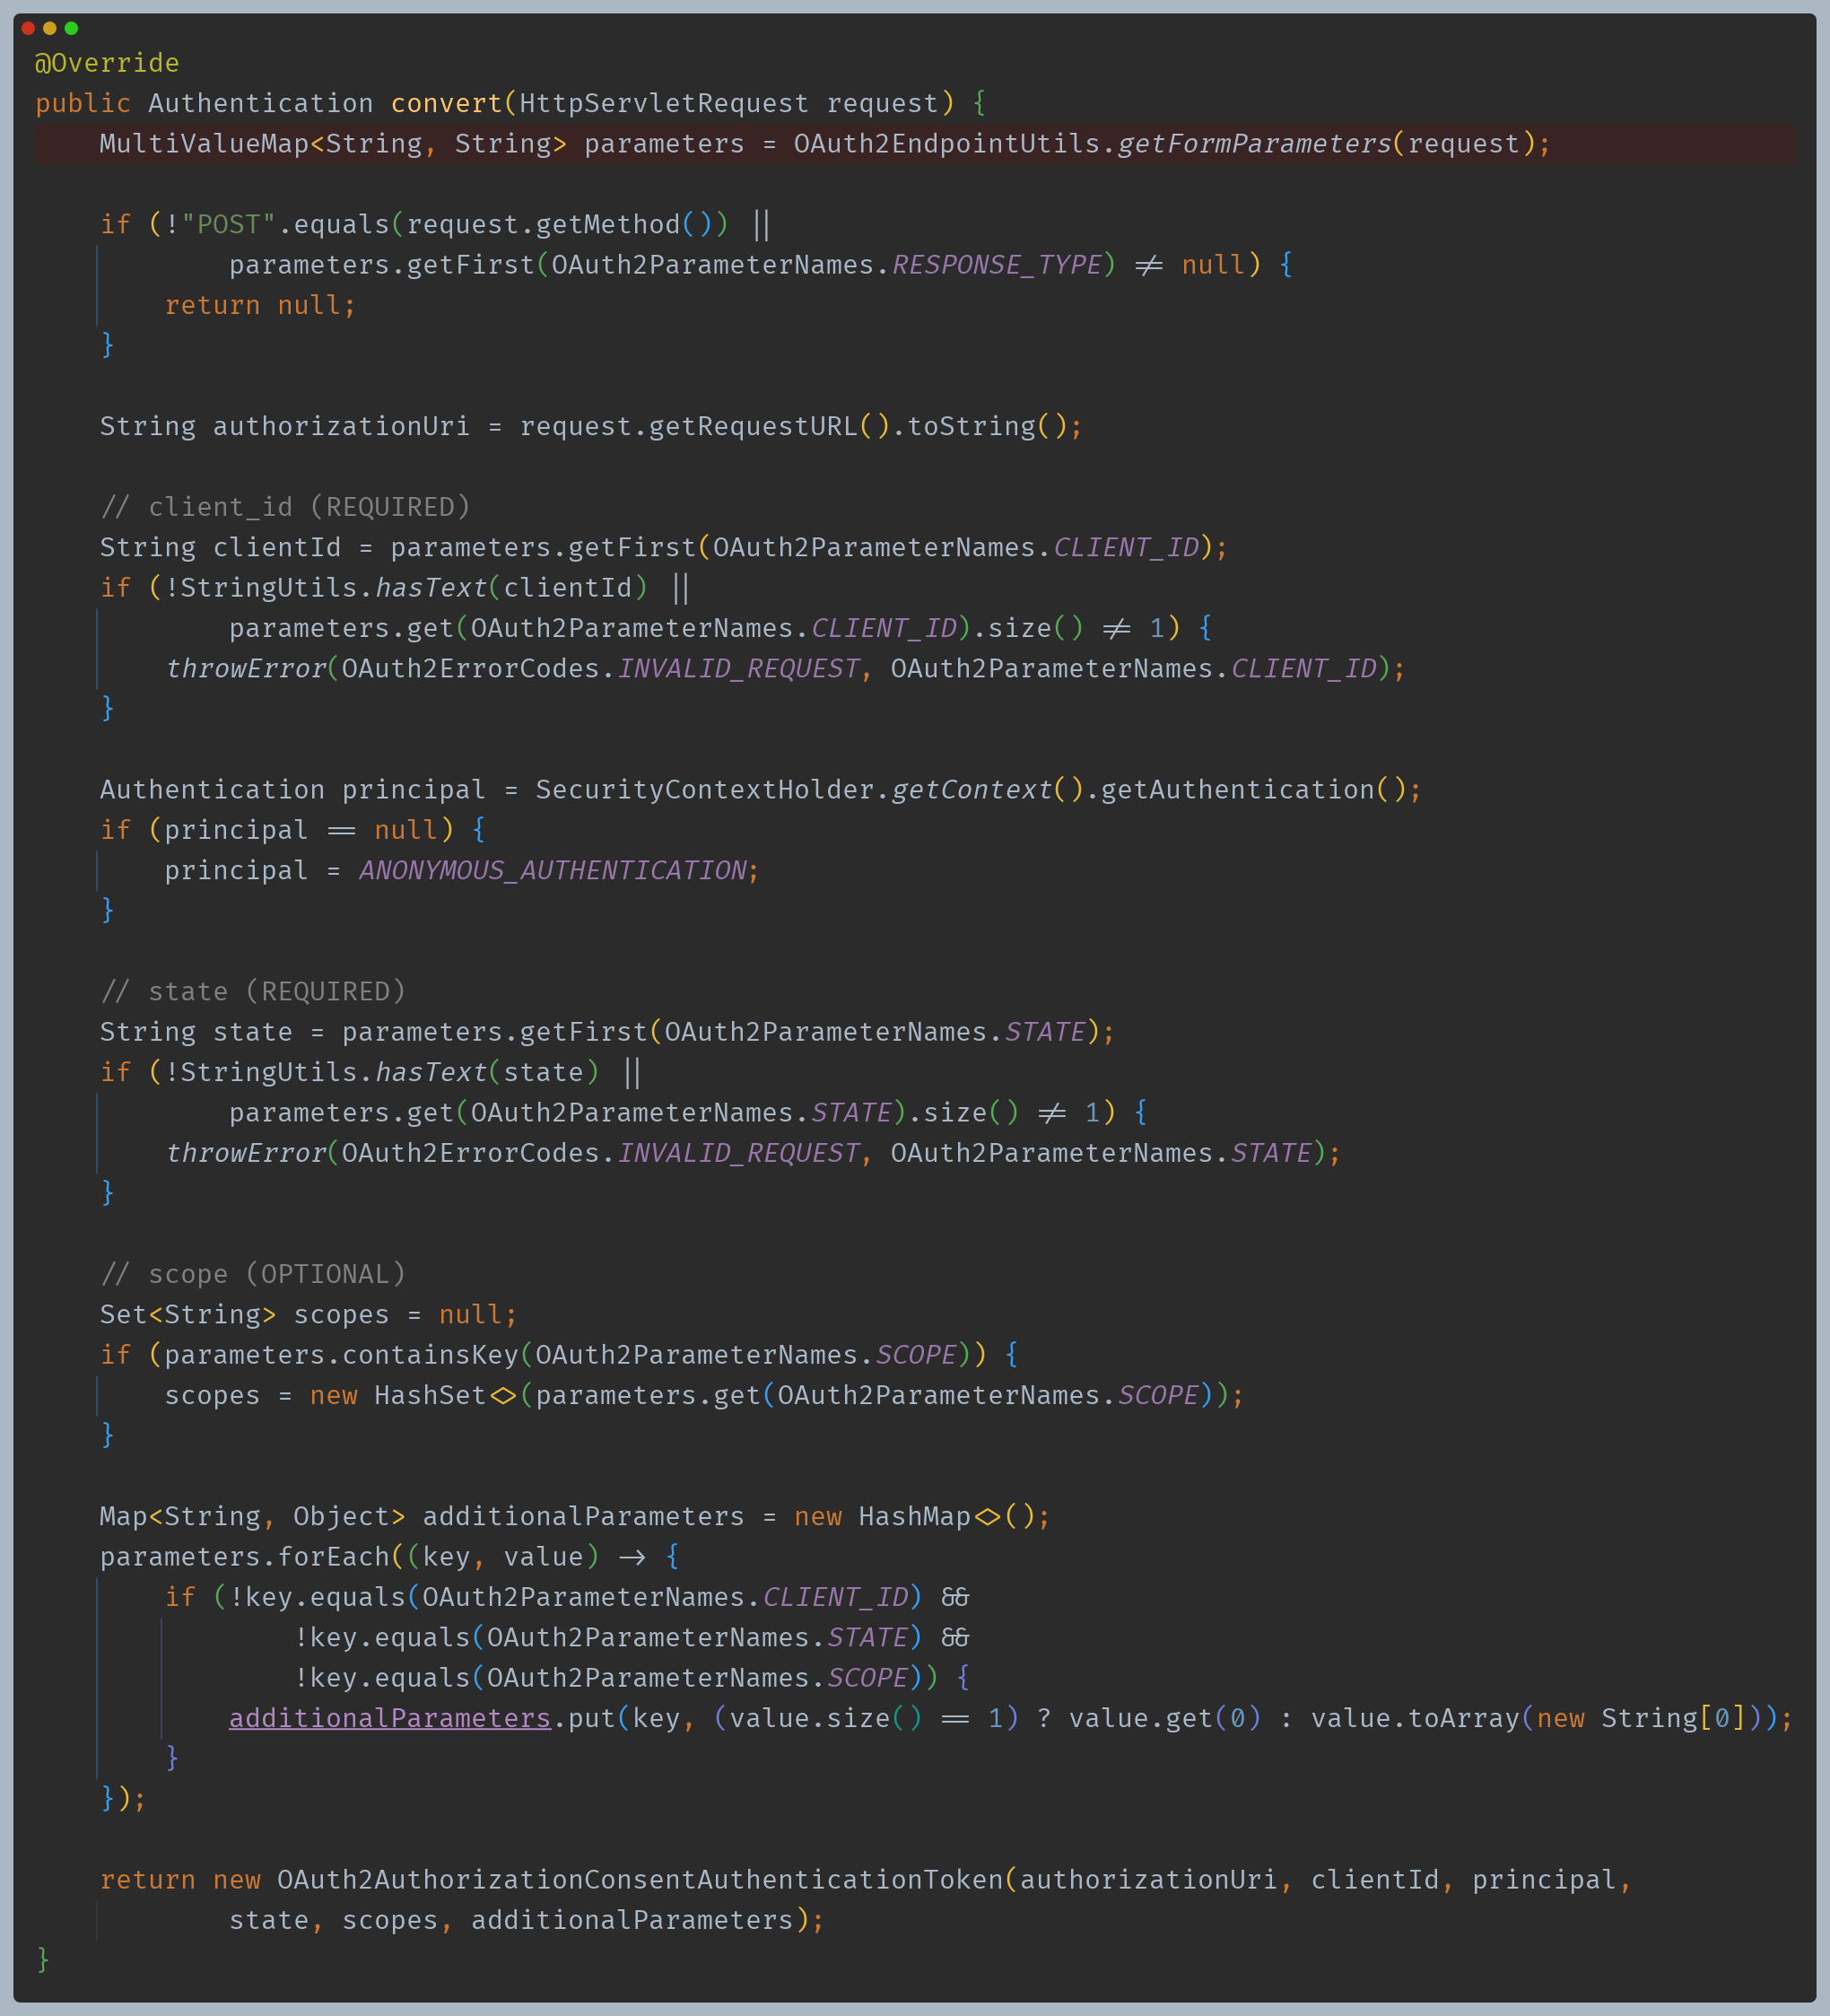 @Override
public Authentication convert(HttpServletRequest request) {
    MultiValueMap<String, String> parameters = OAuth2EndpointUtils.getFormParameters(request);
    if (!"POST".equals(request.getMethod()) ||
            parameters.getFirst(OAuth2ParameterNames.RESPONSE_TYPE) != null) {
        return null;
    }
    String authorizationUri = request.getRequestURL().toString();
    // client_id (REQUIRED)
    String clientId = parameters.getFirst(OAuth2ParameterNames.CLIENT_ID);
    if (!StringUtils.hasText(clientId) ||
            parameters.get(OAuth2ParameterNames.CLIENT_ID).size() != 1) {
        throwError(OAuth2ErrorCodes.INVALID_REQUEST, OAuth2ParameterNames.CLIENT_ID);
    }
    Authentication principal = SecurityContextHolder.getContext().getAuthentication();
    if (principal == null) {
        principal = ANONYMOUS_AUTHENTICATION;
    }
    // state (REQUIRED)
    String state = parameters.getFirst(OAuth2ParameterNames.STATE);
    if (!StringUtils.hasText(state) ||
            parameters.get(OAuth2ParameterNames.STATE).size() != 1) {
        throwError(OAuth2ErrorCodes.INVALID_REQUEST, OAuth2ParameterNames.STATE);
    }
    // scope (OPTIONAL)
    Set<String> scopes = null;
    if (parameters.containsKey(OAuth2ParameterNames.SCOPE)) {
        scopes = new HashSet<>(parameters.get(OAuth2ParameterNames.SCOPE));
    }
    Map<String, Object> additionalParameters = new HashMap<>();
    parameters.forEach((key, value) -> {
        if (!key.equals(OAuth2ParameterNames.CLIENT_ID) &&
                !key.equals(OAuth2ParameterNames.STATE) &&
                !key.equals(OAuth2ParameterNames.SCOPE)) {
            additionalParameters.put(key, (value.size() == 1) ? value.get(0) : value.toArray(new String[0]));
        }
    });
    return new OAuth2AuthorizationConsentAuthenticationToken(authorizationUri, clientId, principal,
            state, scopes, additionalParameters);
}